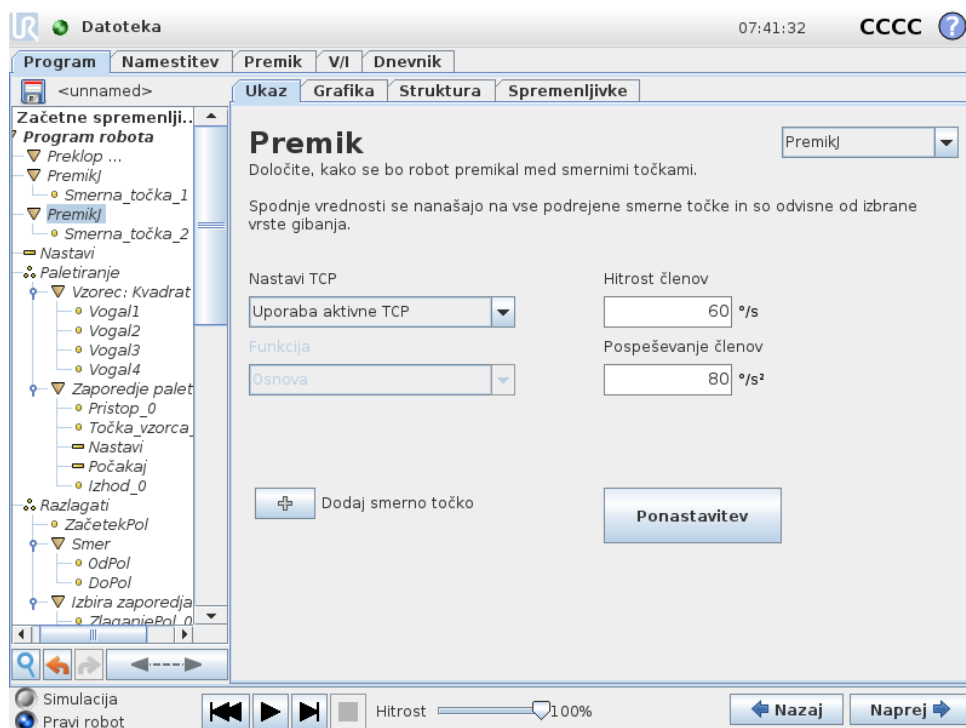 UR Datoteka 07:41:32 CCCC ?
Program Namestitev Premik V/I Dnevnik
<unnamed>
Ukaz Grafika Struktura Spremenljivke
Začetne spremenlji..
Program robota
Preklop ...
PremikJ
Smerna_točka_1
PremikJ
Smerna_točka_2
Nastavi
Paletiranje
Vzorec: Kvadrat
Vogal1
Vogal2
Vogal3
Vogal4
Zaporedje palet
Pristop_0
Točka_vzorca_
Nastavi
Počakaj
Izhod_0
Razlagati
ZačetekPol
Smer
OdPol
DoPol
Izbira zaporedja
ZlaganjePol_0
Premik
PremikJ
Določite, kako se bo robot premikal med smernimi točkami.
Spodnje vrednosti se nanašajo na vse podrejene smerne točke in so odvisne od izbrane
vrste gibanja.
Nastavi TCP
Uporaba aktivne TCP
Funkcija
Osnova
Hitrost členov
60 °/s
Pospeševanje členov
80 °/s²
Dodaj smerno točko
Ponastavitev
Simulacija
Pravi robot
Hitrost 100%
Nazaj
Naprej